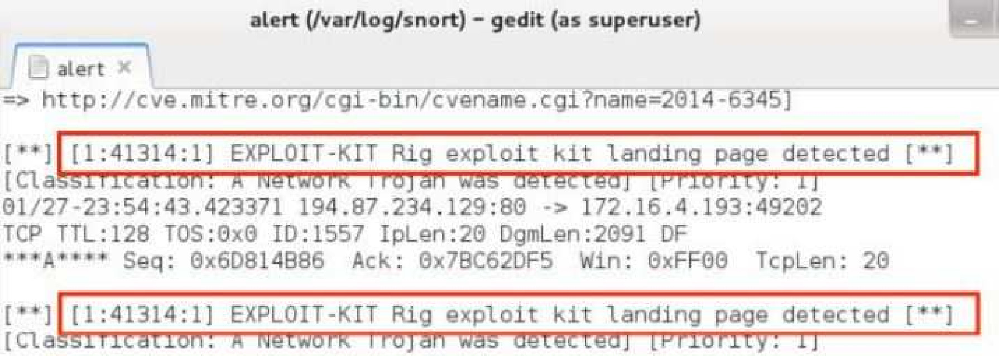 alert (/var/log/snort) – gedit (as superuser)
alert ×
=> http://cve.mitre.org/cgi-bin/cvename.cgi?name=2014-6345]
[**] [1:41314:1] EXPLOIT-KIT Rig exploit kit landing page detected [**]
[Classification: A Network Trojan was detected] [Priority: 1]
01/27-23:54:43.423371 194.87.234.129:80 -> 172.16.4.193:49202
TCP TTL:128 TOS:0x0 ID:1557 IpLen:20 DgmLen:2091 DF
***A**** Seq: 0x6D814B86  Ack: 0x7BC62DF5  Win: 0xFF00  TcpLen: 20
[**] [1:41314:1] EXPLOIT-KIT Rig exploit kit landing page detected [**]
[Classification: A Network Trojan was detected] [Priority: 1]